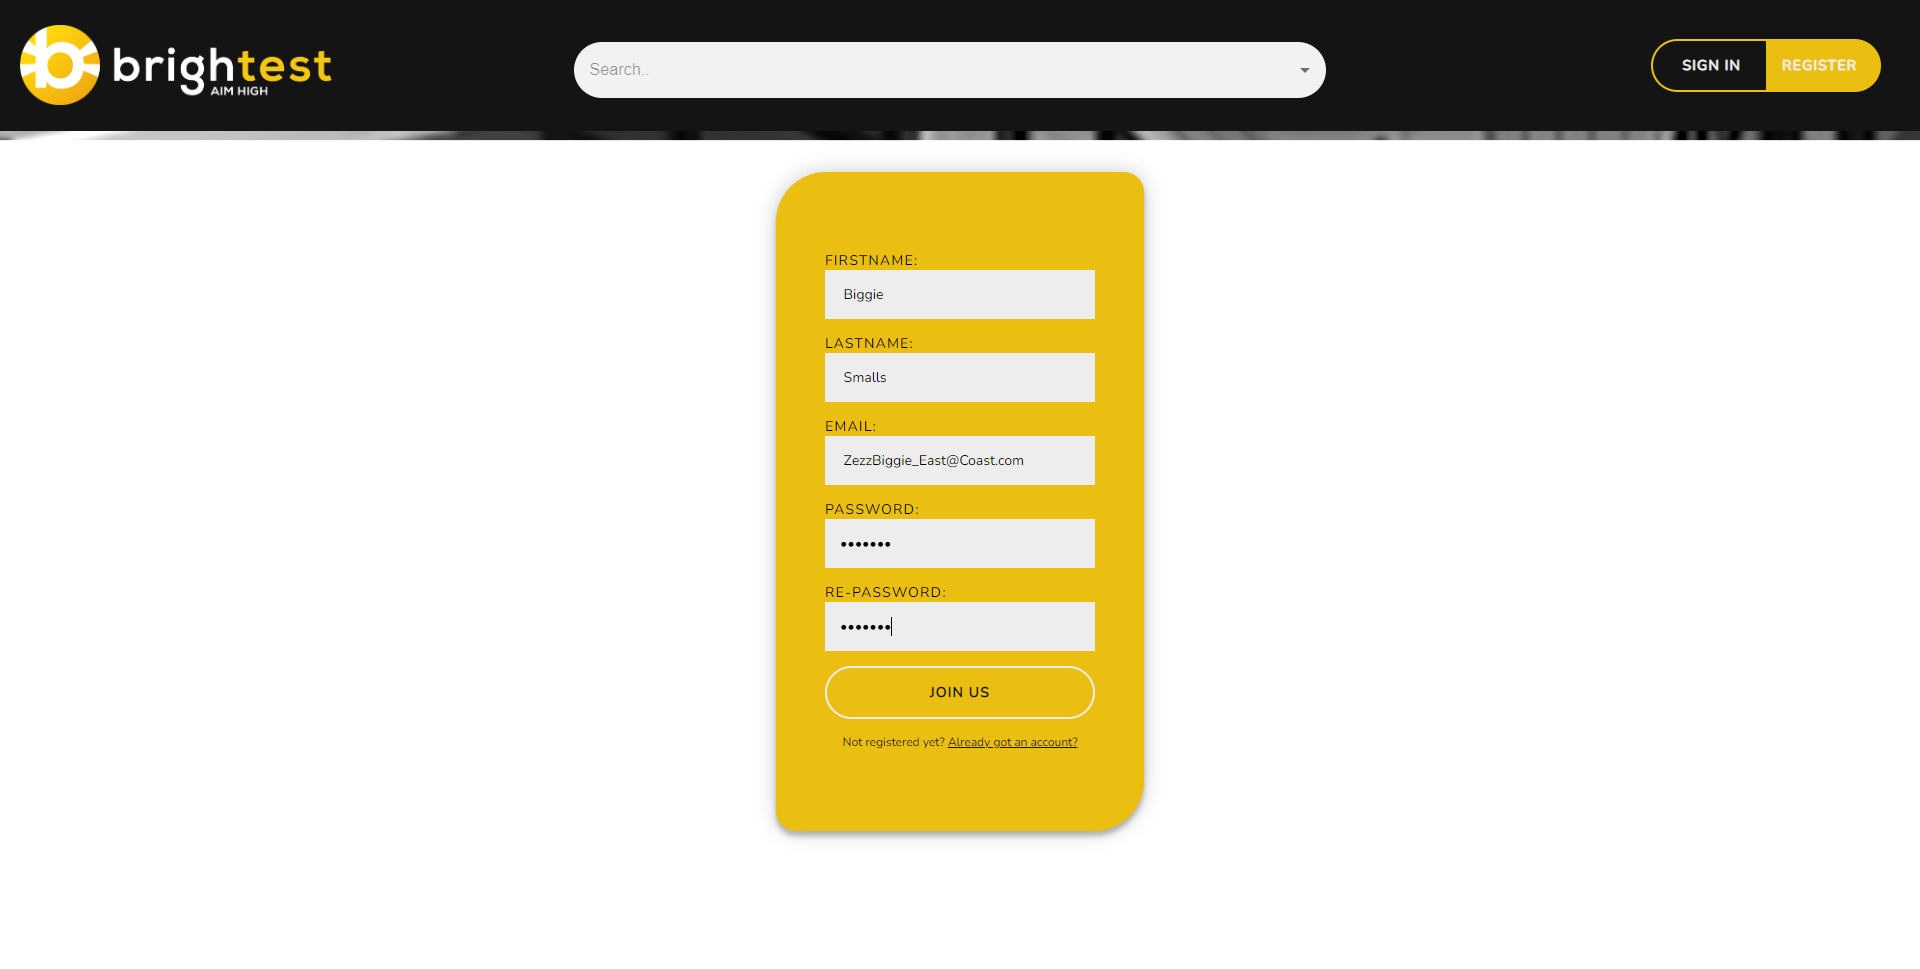 brightest
AIM HIGH
Search..
SIGN IN
REGISTER
FIRSTNAME:
Biggie
LASTNAME:
Smalls
EMAIL:
ZezzBiggie_East@Coast.com
PASSWORD:
•••••••
RE-PASSWORD:
•••••••
JOIN US
Not registered yet? Already got an account?